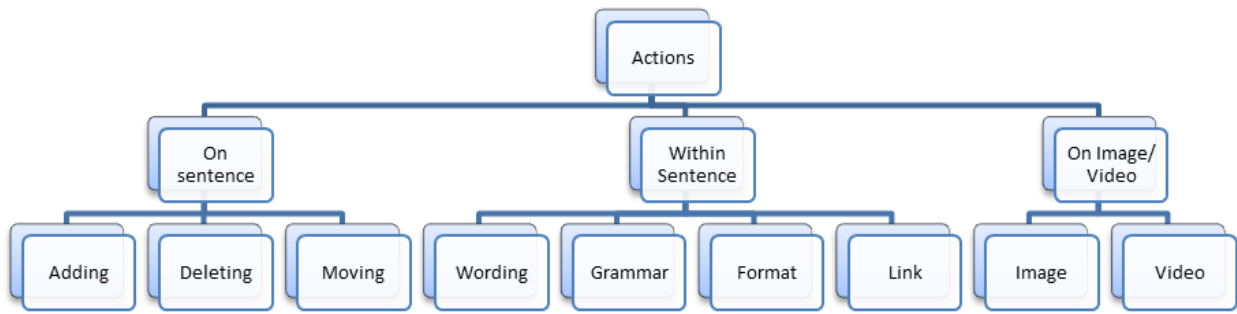 Actions
On
sentence
Within
Sentence
On Image/
Video
Adding
Deleting
Moving
Wording
Grammar
Format
Link
Image
Video